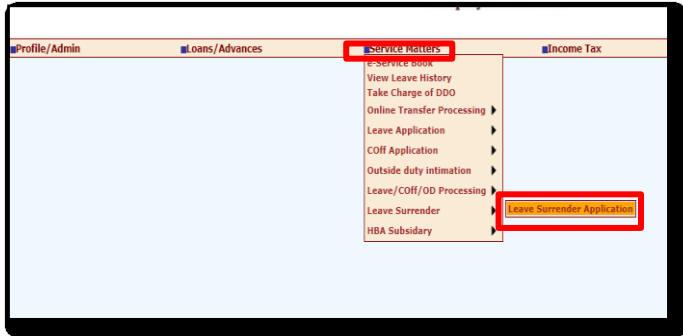 Profile/Admin Loans/Advances Service Matters Income Tax
e-Service Book
View Leave History
Take Charge of DDO
Online Transfer Processing
Leave Application
COff Application
Outside duty intimation
Leave/COff/OD Processing
Leave Surrender Leave Surrender Application
HBA Subsidary